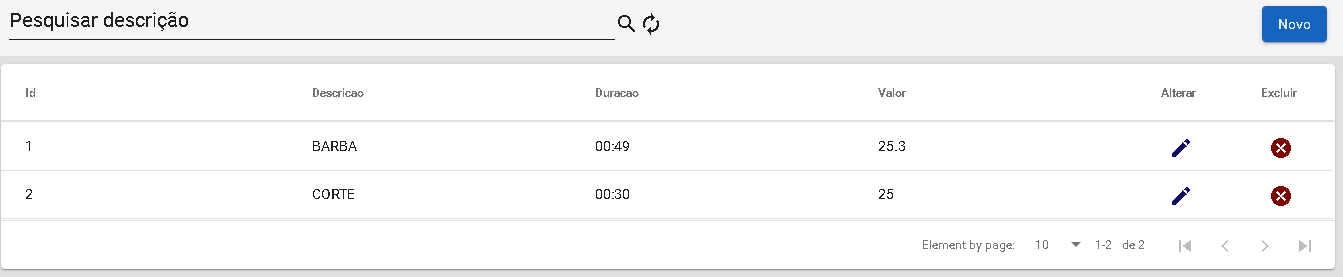 Pesquisar descrição
Novo
Id Descricao Duracao Valor Alterar Excluir
1 BARBA 00:49 25.3
2 CORTE 00:30 25
Element by page: 10 1-2 de 2